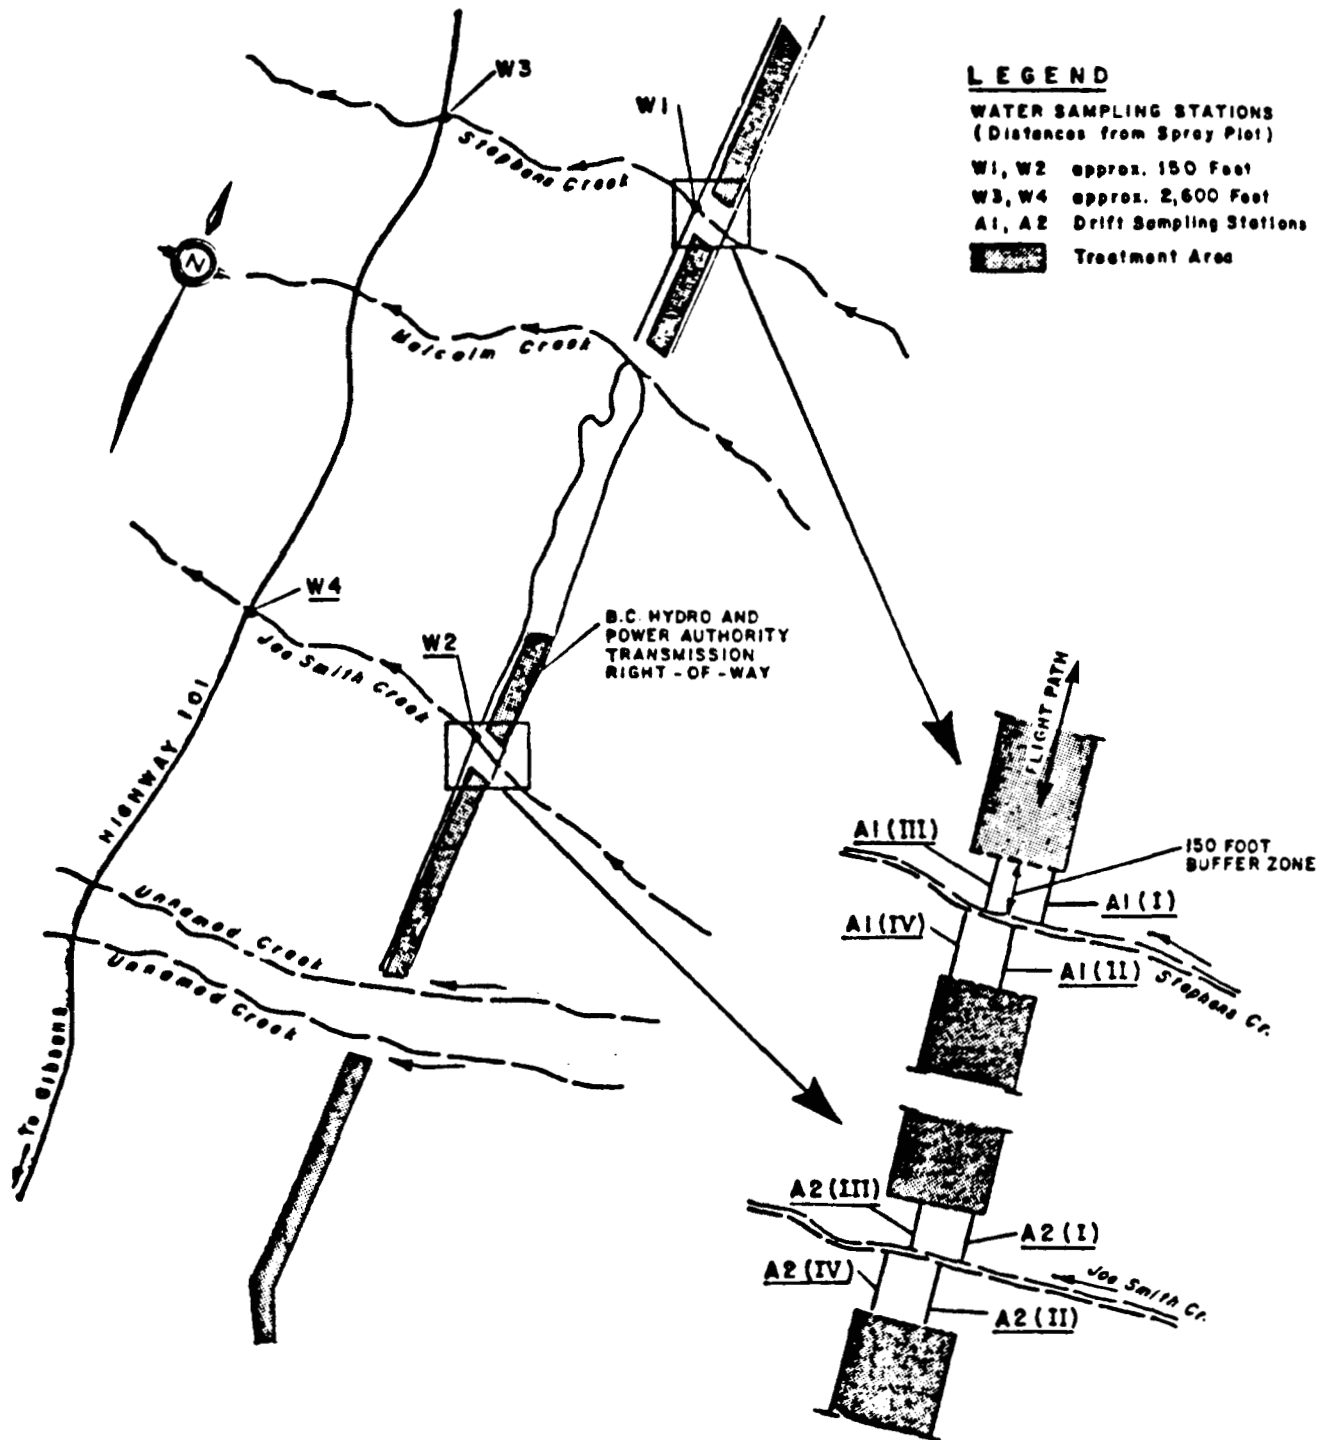 LEGEND
WATER SAMPLING STATIONS
(Distances from Spray Plot)
W1, W2 approx. 150 Feet
W3, W4 approx. 2,600 Feet
A1, A2 Drift Sampling Stations
Treatment Area
W3
W1
Stephens Creek
N
Malcolm Creek
W4
W2
Joe Smith Creek
B.C. HYDRO AND
POWER AUTHORITY
TRANSMISSION
RIGHT-OF-WAY
HIGHWAY 101
Unnamed Creek
Unnamed Creek
To Gibsons
FLIGHT PATH
A1(III)
150 FOOT
BUFFER ZONE
A1(I)
A1(IV)
A1(II)
Stephens Cr.
A2(III)
A2(I)
A2(IV)
Joe Smith Cr.
A2(II)